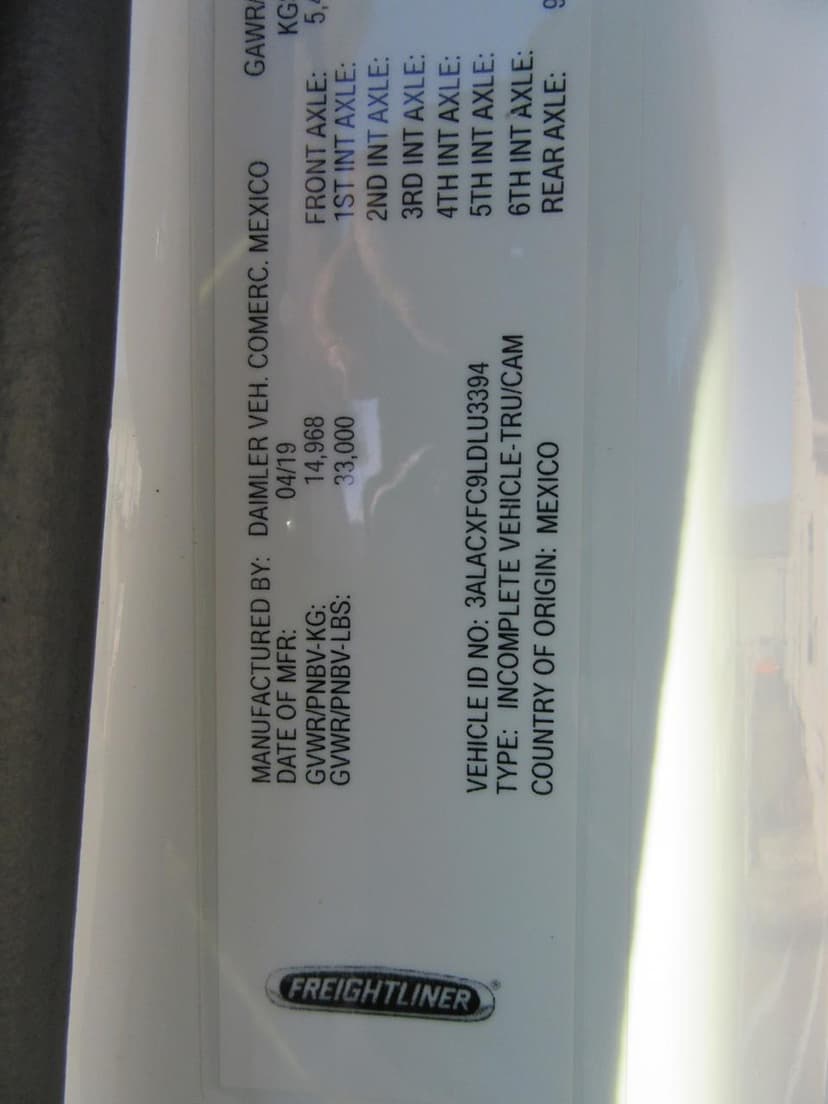 FREIGHTLINER®
MANUFACTURED BY: DAIMLER VEH. COMERC. MEXICO
DATE OF MFR: 04/19
GVWR/PNBV-KG: 14,968
GVWR/PNBV-LBS: 33,000
VEHICLE ID NO: 3ALACXFC9LDLU3394
TYPE: INCOMPLETE VEHICLE-TRU/CAM
COUNTRY OF ORIGIN: MEXICO
FRONT AXLE:
1ST INT AXLE:
2ND INT AXLE:
3RD INT AXLE:
4TH INT AXLE:
5TH INT AXLE:
6TH INT AXLE:
REAR AXLE: